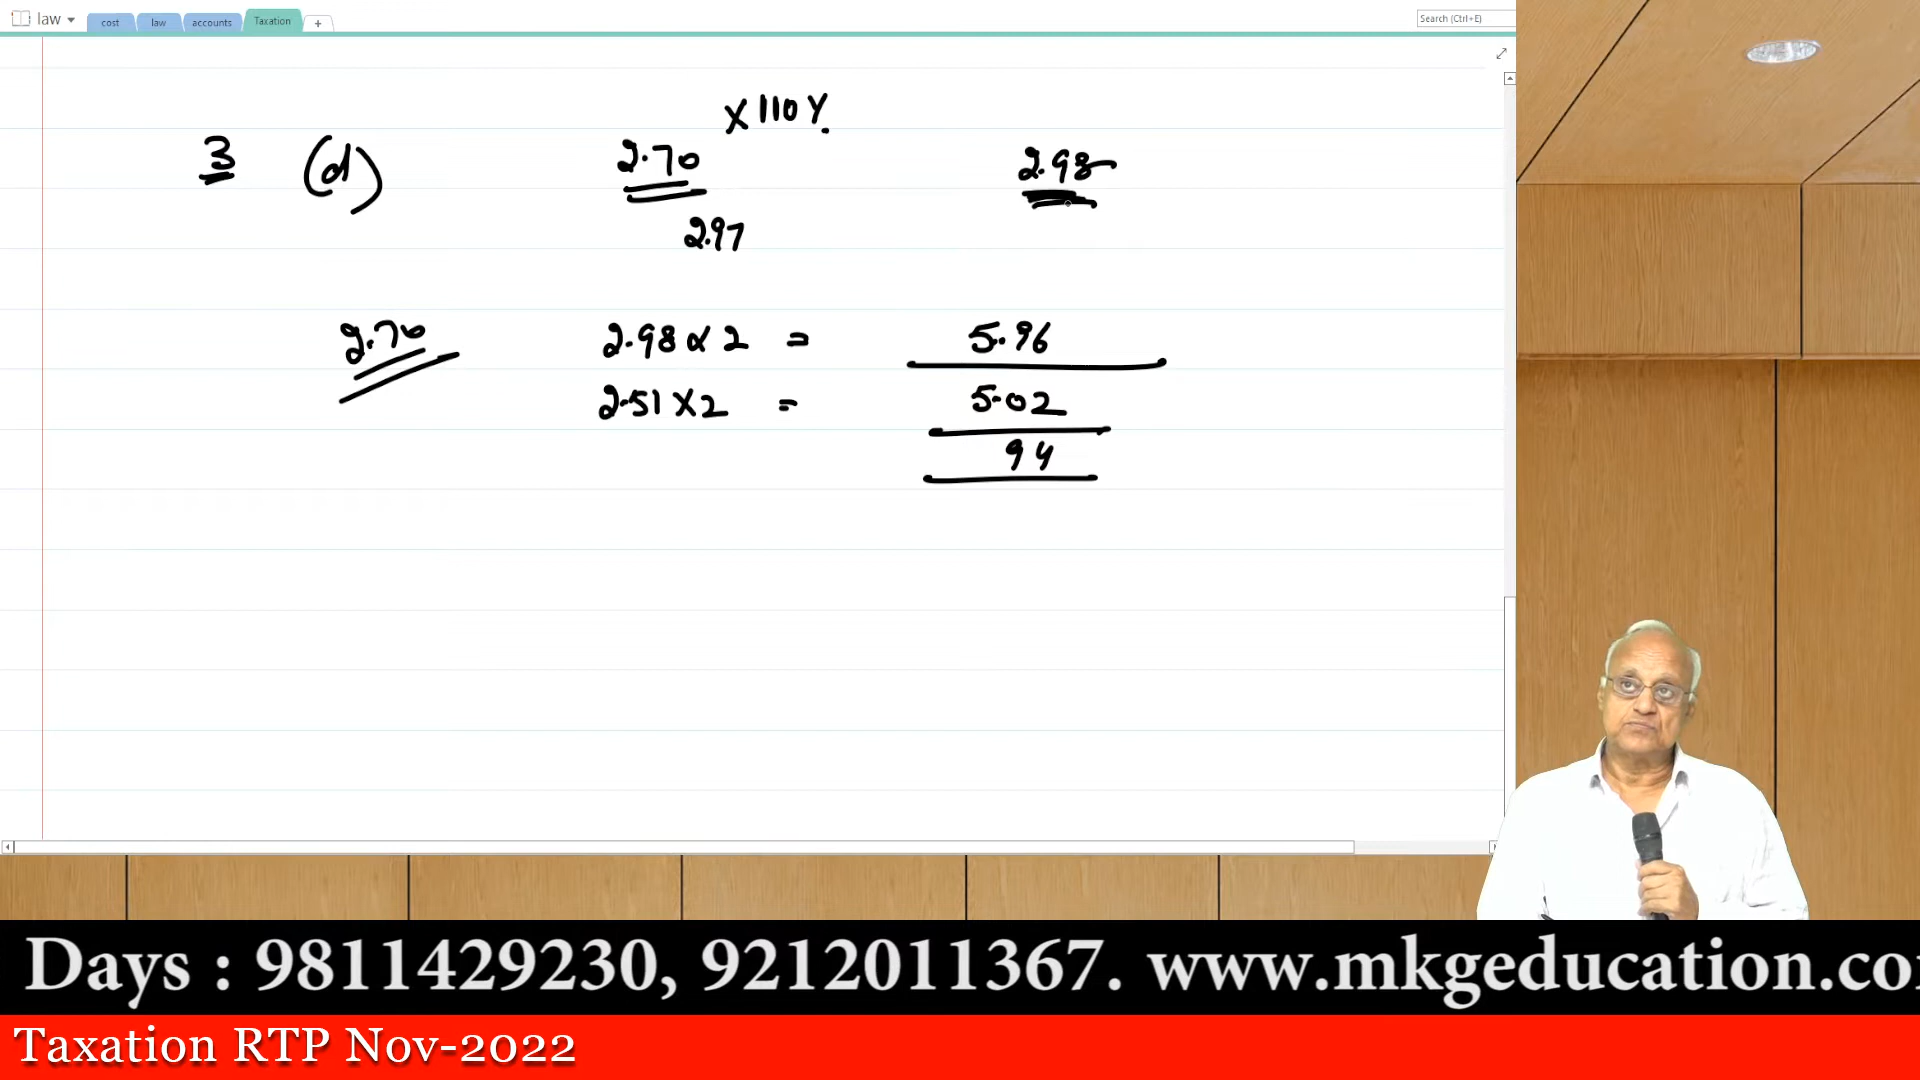 law cost law accounts Taxation + Search (Ctrl+E)
X 110%
3 (d) 2.70 2.98
2.97
2.70 2.98 x 2 = 5.96
2.51 X 2 = 5.02
94
Days : 9811429230, 9212011367. www.mkgeducation.co
Taxation RTP Nov-2022